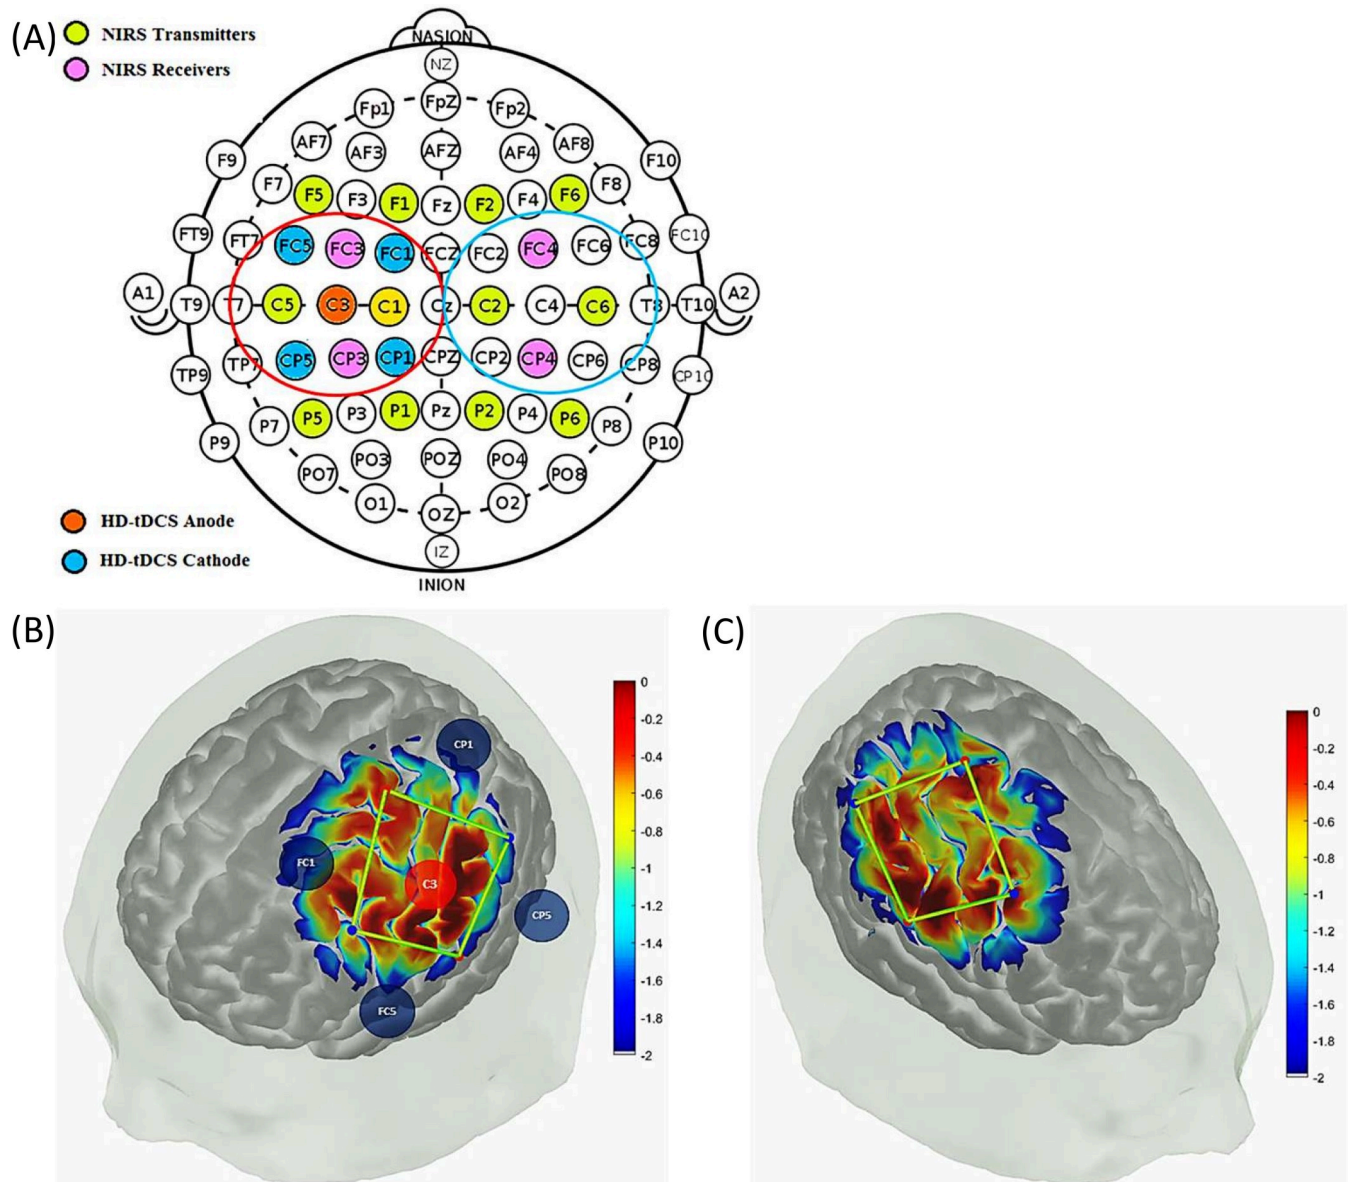 (A)
NIRS Transmitters
NIRS Receivers
NASION
NZ
Fp1 FpZ Fp2
AF7 AF3 AFZ AF4 AF8
F9 F10
F7 F5 F3 F1 Fz F2 F4 F6 F8
FT9 FT7 FC5 FC3 FC1 FCZ FC2 FC4 FC6 FC8 FC10
A1 T9 T7 C5 C3 C1 Cz C2 C4 C6 T8 T10 A2
TP9 TP7 CP5 CP3 CP1 CPZ CP2 CP4 CP6 CP8 CP10
P9 P7 P5 P3 P1 Pz P2 P4 P6 P8 P10
PO7 PO3 POZ PO4 PO8
O1 OZ O2
IZ
INION
HD-tDCS Anode
HD-tDCS Cathode
(B)
CP1
FC1
C3
CP5
FC5
0
-0.2
-0.4
-0.6
-0.8
-1
-1.2
-1.4
-1.6
-1.8
-2
(C)
0
-0.2
-0.4
-0.6
-0.8
-1
-1.2
-1.4
-1.6
-1.8
-2